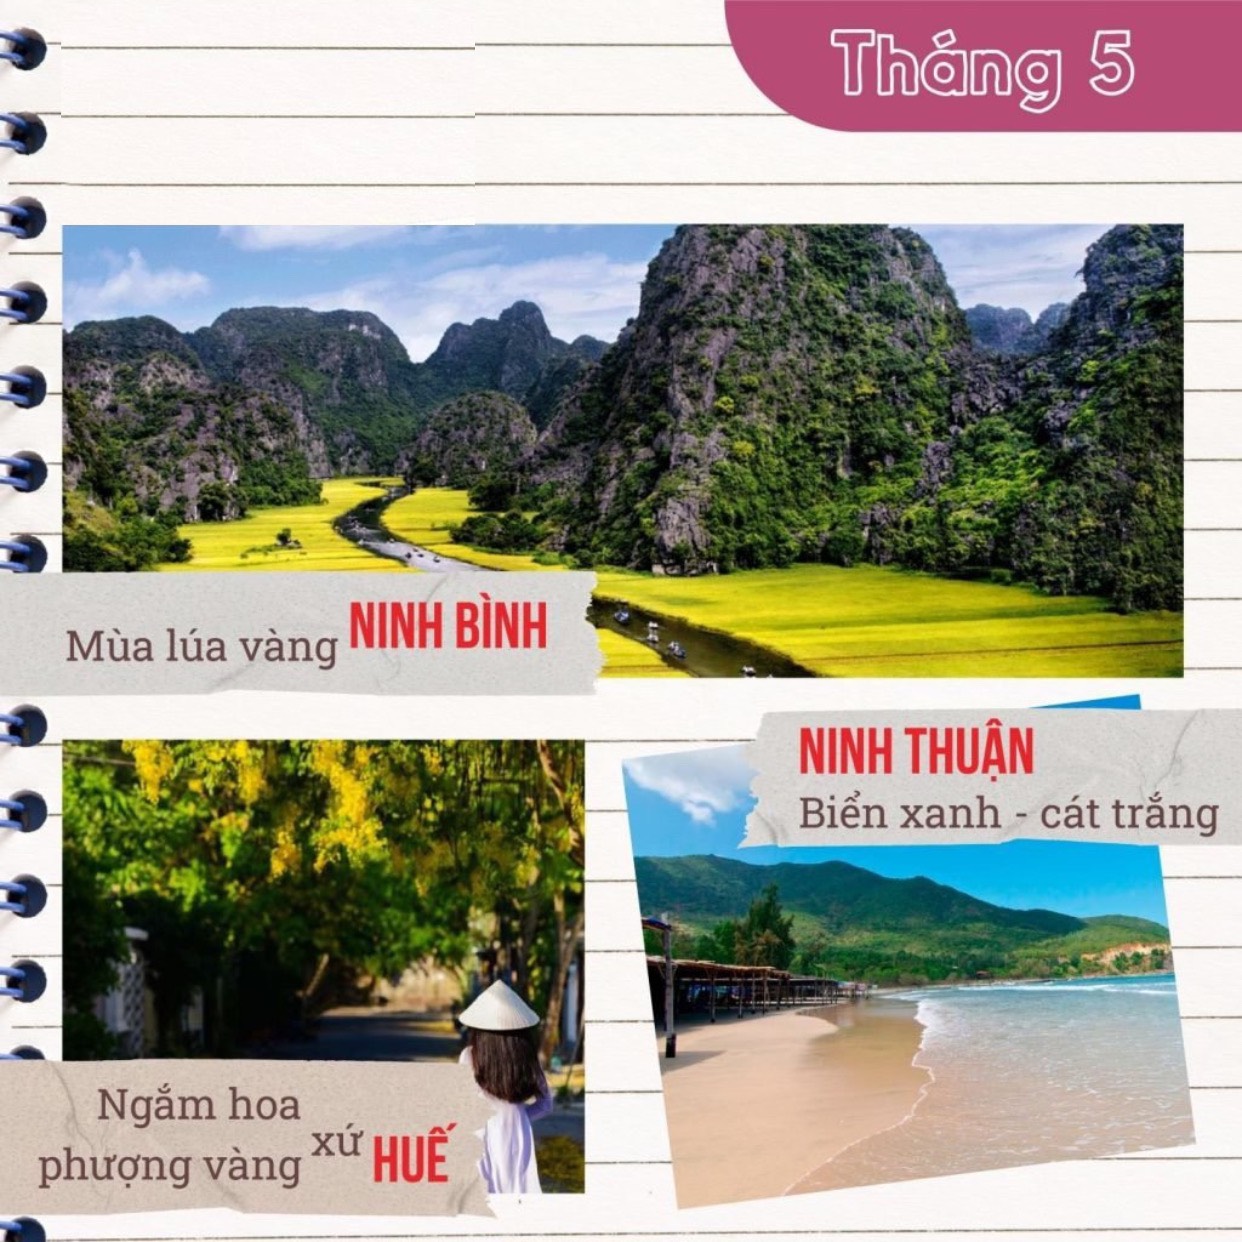 Tháng 5
Mùa lúa vàng NINH BÌNH
NINH THUẬN
Biển xanh - cát trắng
Ngắm hoa
phượng vàng xứ HUẾ